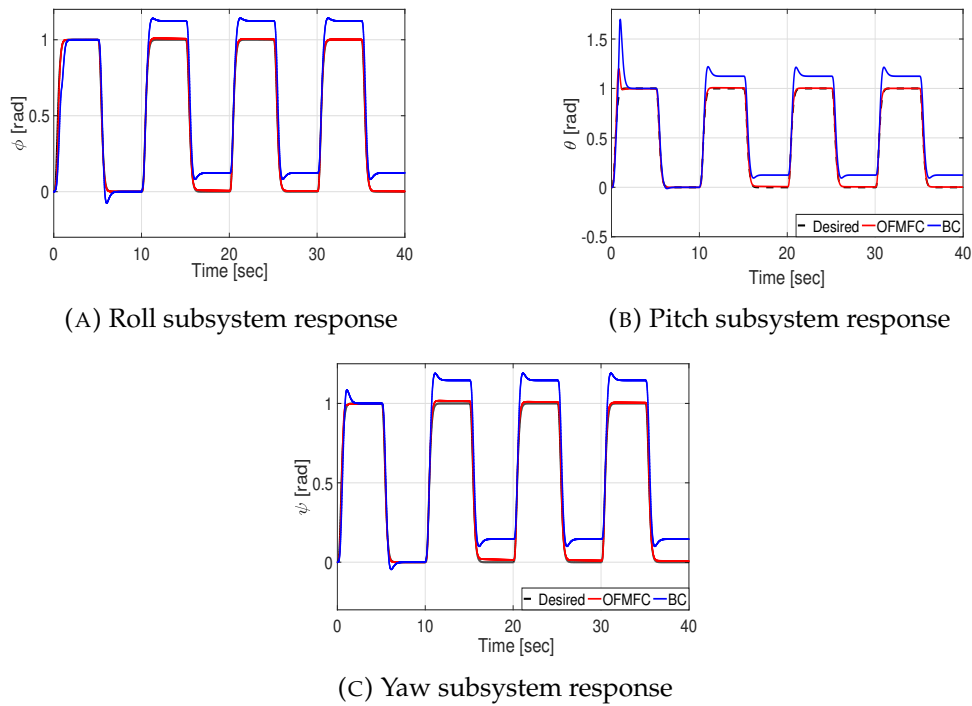 1
0.5
0
ϕ [rad]
0 10 20 30 40
Time [sec]
(A) Roll subsystem response
1.5
1
0.5
0
-0.5
θ [rad]
Desired OFMFC BC
0 10 20 30 40
Time [sec]
(B) Pitch subsystem response
1
0.5
0
ψ [rad]
Desired OFMFC BC
0 10 20 30 40
Time [sec]
(C) Yaw subsystem response